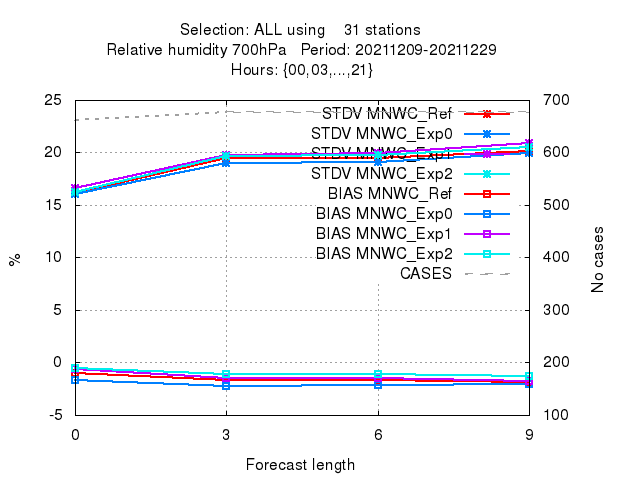 Selection: ALL using 31 stations
Relative humidity 700hPa Period: 20211209-20211229
Hours: {00,03,...,21}
25 700
STDV MNWC_Ref
STDV MNWC_Exp0
20 STDV MNWC_Exp1 600
STDV MNWC_Exp2
BIAS MNWC_Ref
15 BIAS MNWC_Exp0 500
BIAS MNWC_Exp1
BIAS MNWC_Exp2
10 400
CASES
% No cases
5 300
0 200
-5 100
0 3 6 9
Forecast length